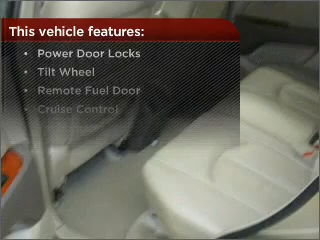 This vehicle features:
• Power Door Locks
• Tilt Wheel
• Remote Fuel Door
• Cruise Control